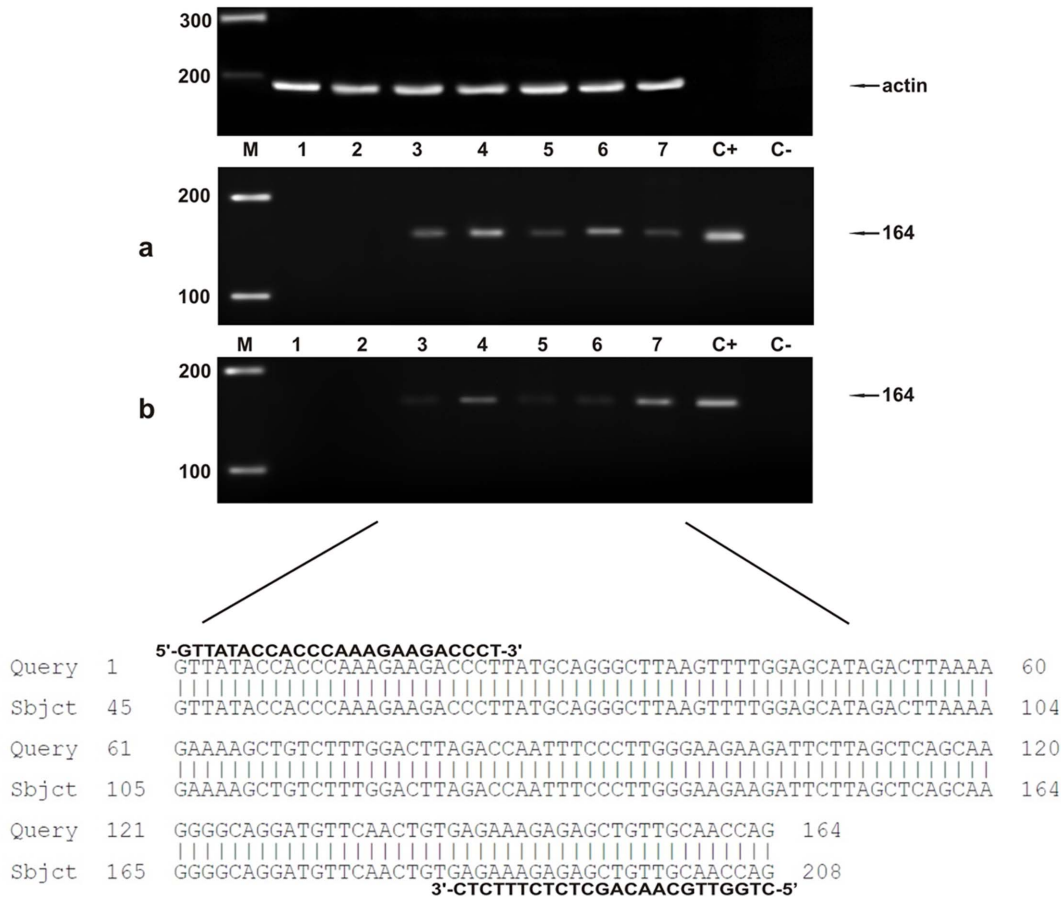 300
200
actin
M 1 2 3 4 5 6 7 C+ C-
200
a
164
100
M 1 2 3 4 5 6 7 C+ C-
200
b
164
100
5'-GTTATACCACCCAAAGAAGACCCT-3'
Query 1 GTTATACCACCCAAAGAAGACCCTTATGCAGGGCTTAAGTTTTGGAGCATAGACTTAAAA 60
Sbjct 45 GTTATACCACCCAAAGAAGACCCTTATGCAGGGCTTAAGTTTTGGAGCATAGACTTAAAA 104
Query 61 GAAAAGCTGTCTTTGGACTTAGACCAATTTCCCTTGGGAAGAAGATTCTTAGCTCAGCAA 120
Sbjct 105 GAAAAGCTGTCTTTGGACTTAGACCAATTTCCCTTGGGAAGAAGATTCTTAGCTCAGCAA 164
Query 121 GGGGCAGGATGTTCAACTGTGAGAAAGAGAGCTGTTGCAACCAG 164
Sbjct 165 GGGGCAGGATGTTCAACTGTGAGAAAGAGAGCTGTTGCAACCAG 208
3'-CTCTTTCTCTCGACAACGTTGGTC-5'